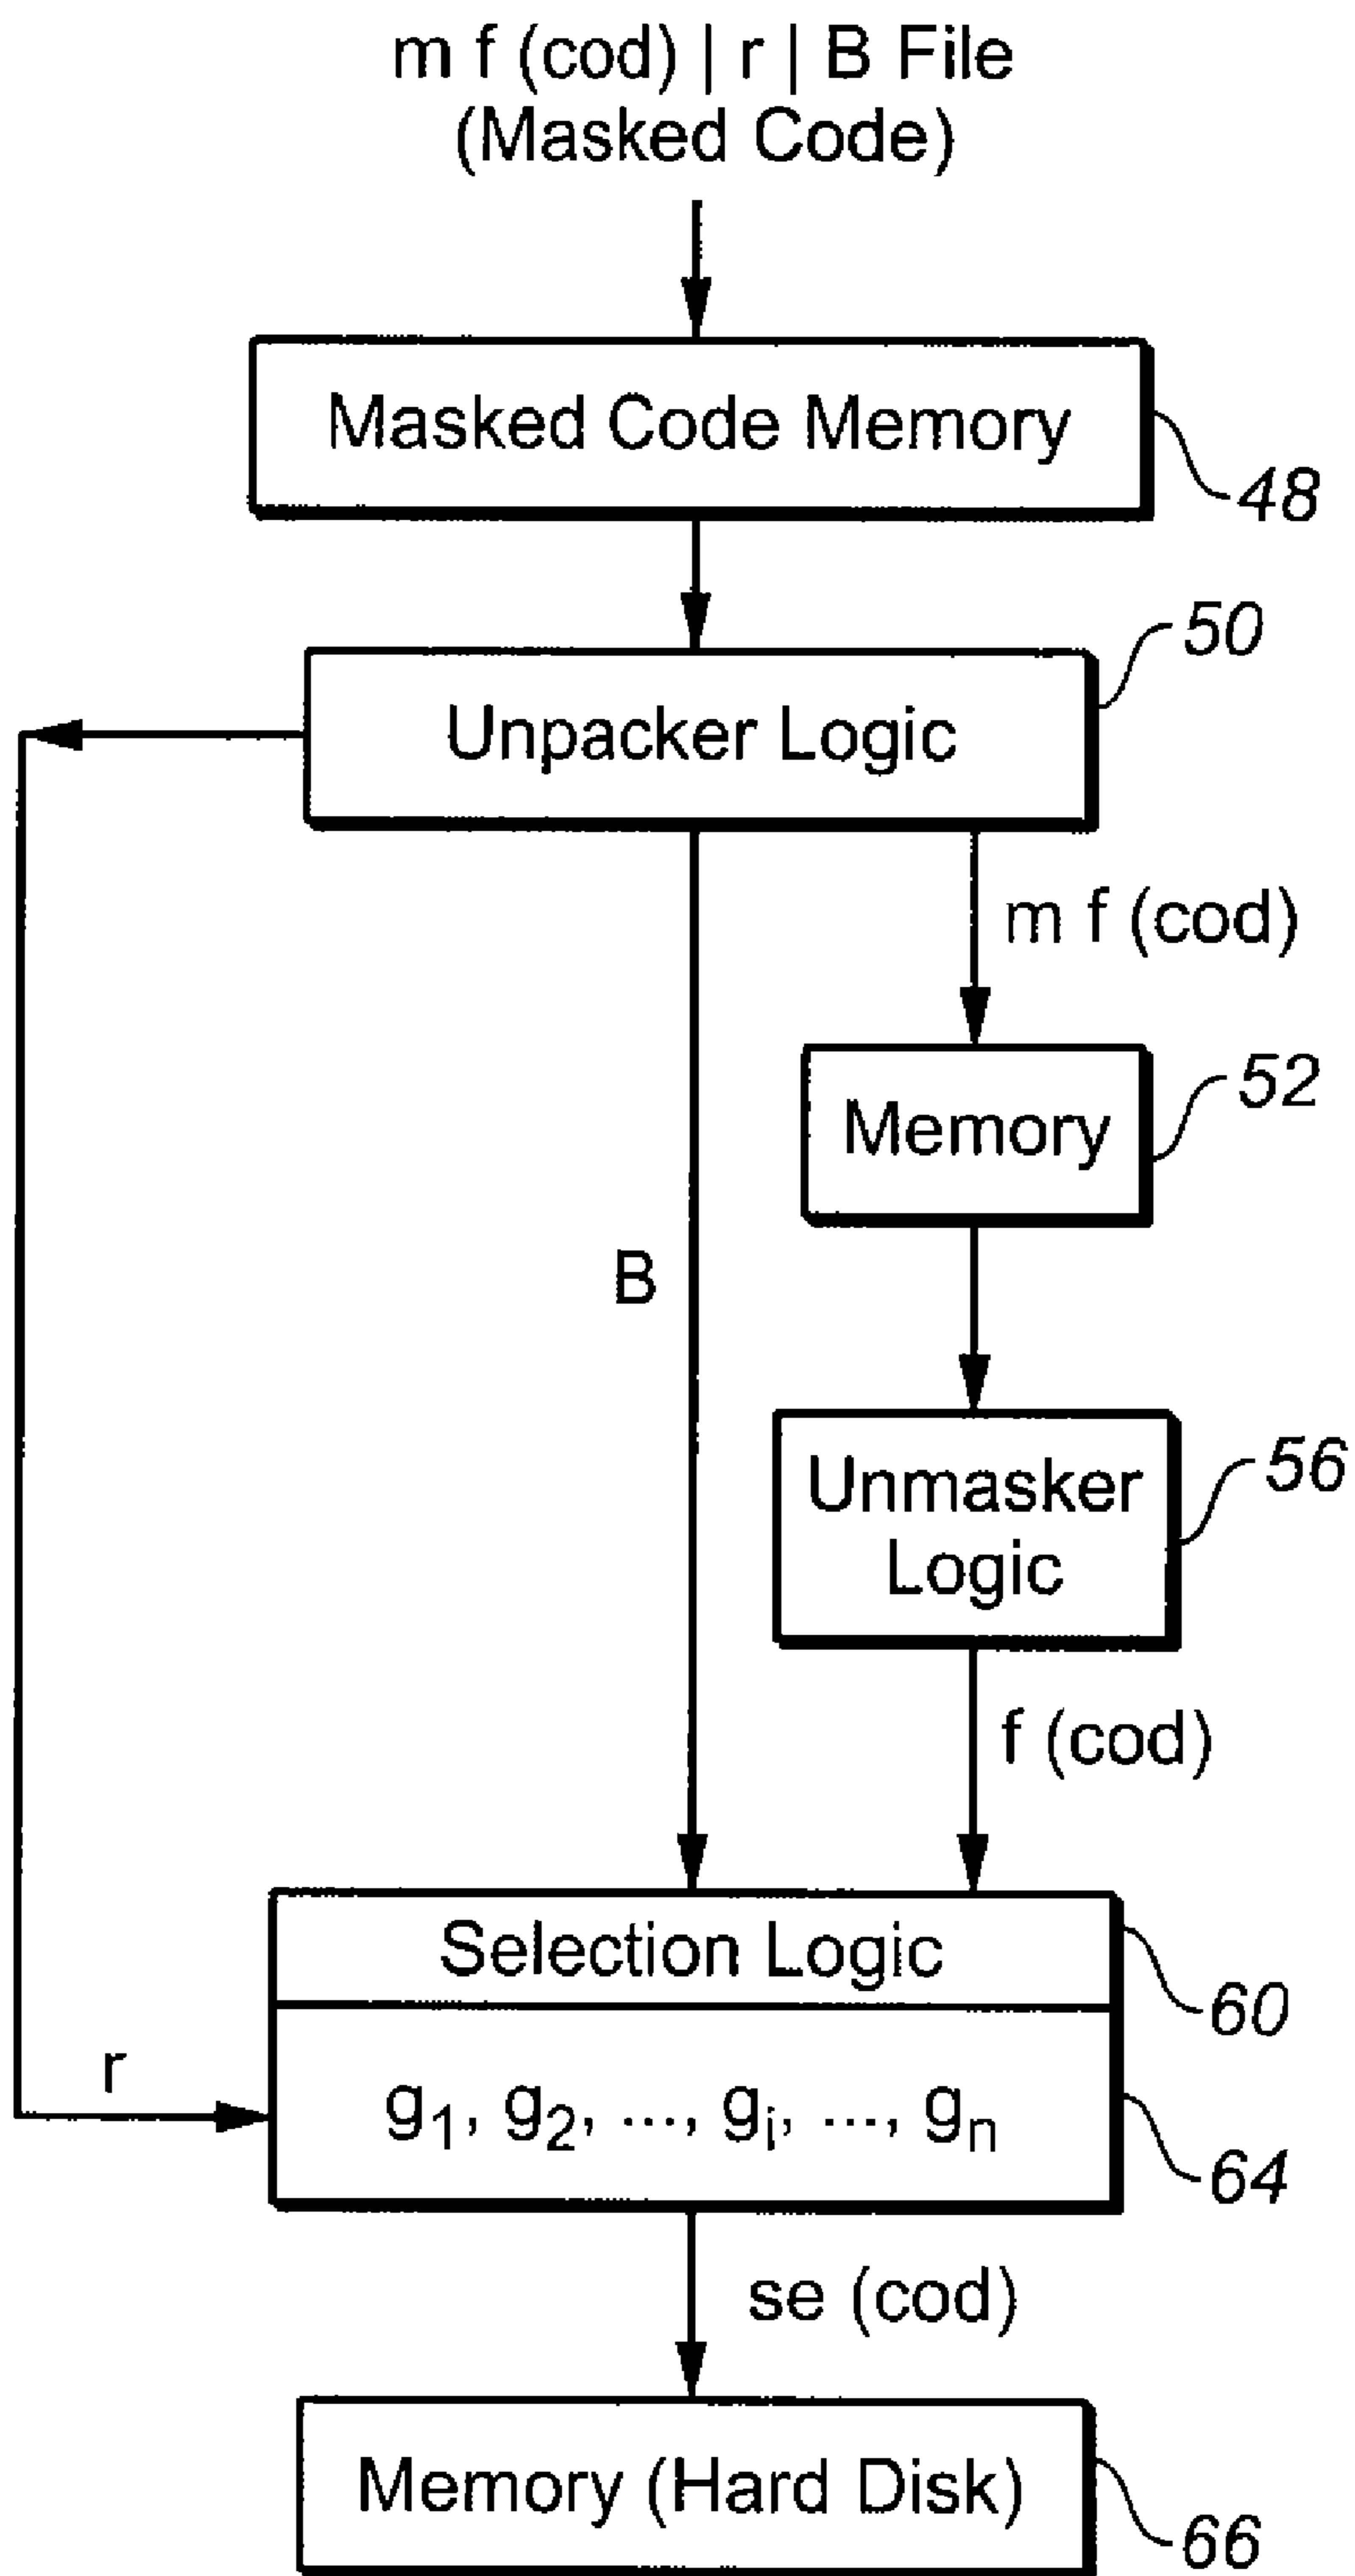 m f (cod) | r | B File
(Masked Code)
Masked Code Memory
48
50
Unpacker Logic
m f (cod)
52
Memory
B
56
Unmasker
Logic
f (cod)
Selection Logic
60
r
g1, g2, ..., gi, ..., gn
64
se (cod)
Memory (Hard Disk)
66